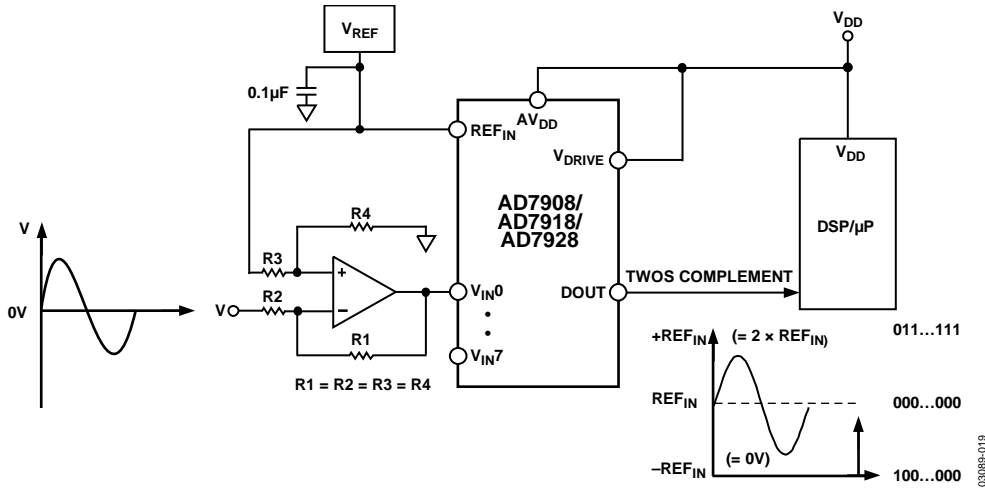 VREF
VDD
0.1µF
AVDD
REFIN
VDRIVE
VDD
AD7908/
AD7918/
AD7928
DSP/µP
R4
V
R3
+
0V
R2
V
–
VIN0
DOUT
TWOS COMPLEMENT
R1
VIN7
R1 = R2 = R3 = R4
+REFIN
(= 2 × REFIN)
011…111
REFIN
000…000
(= 0V)
–REFIN
100…000
03089-019